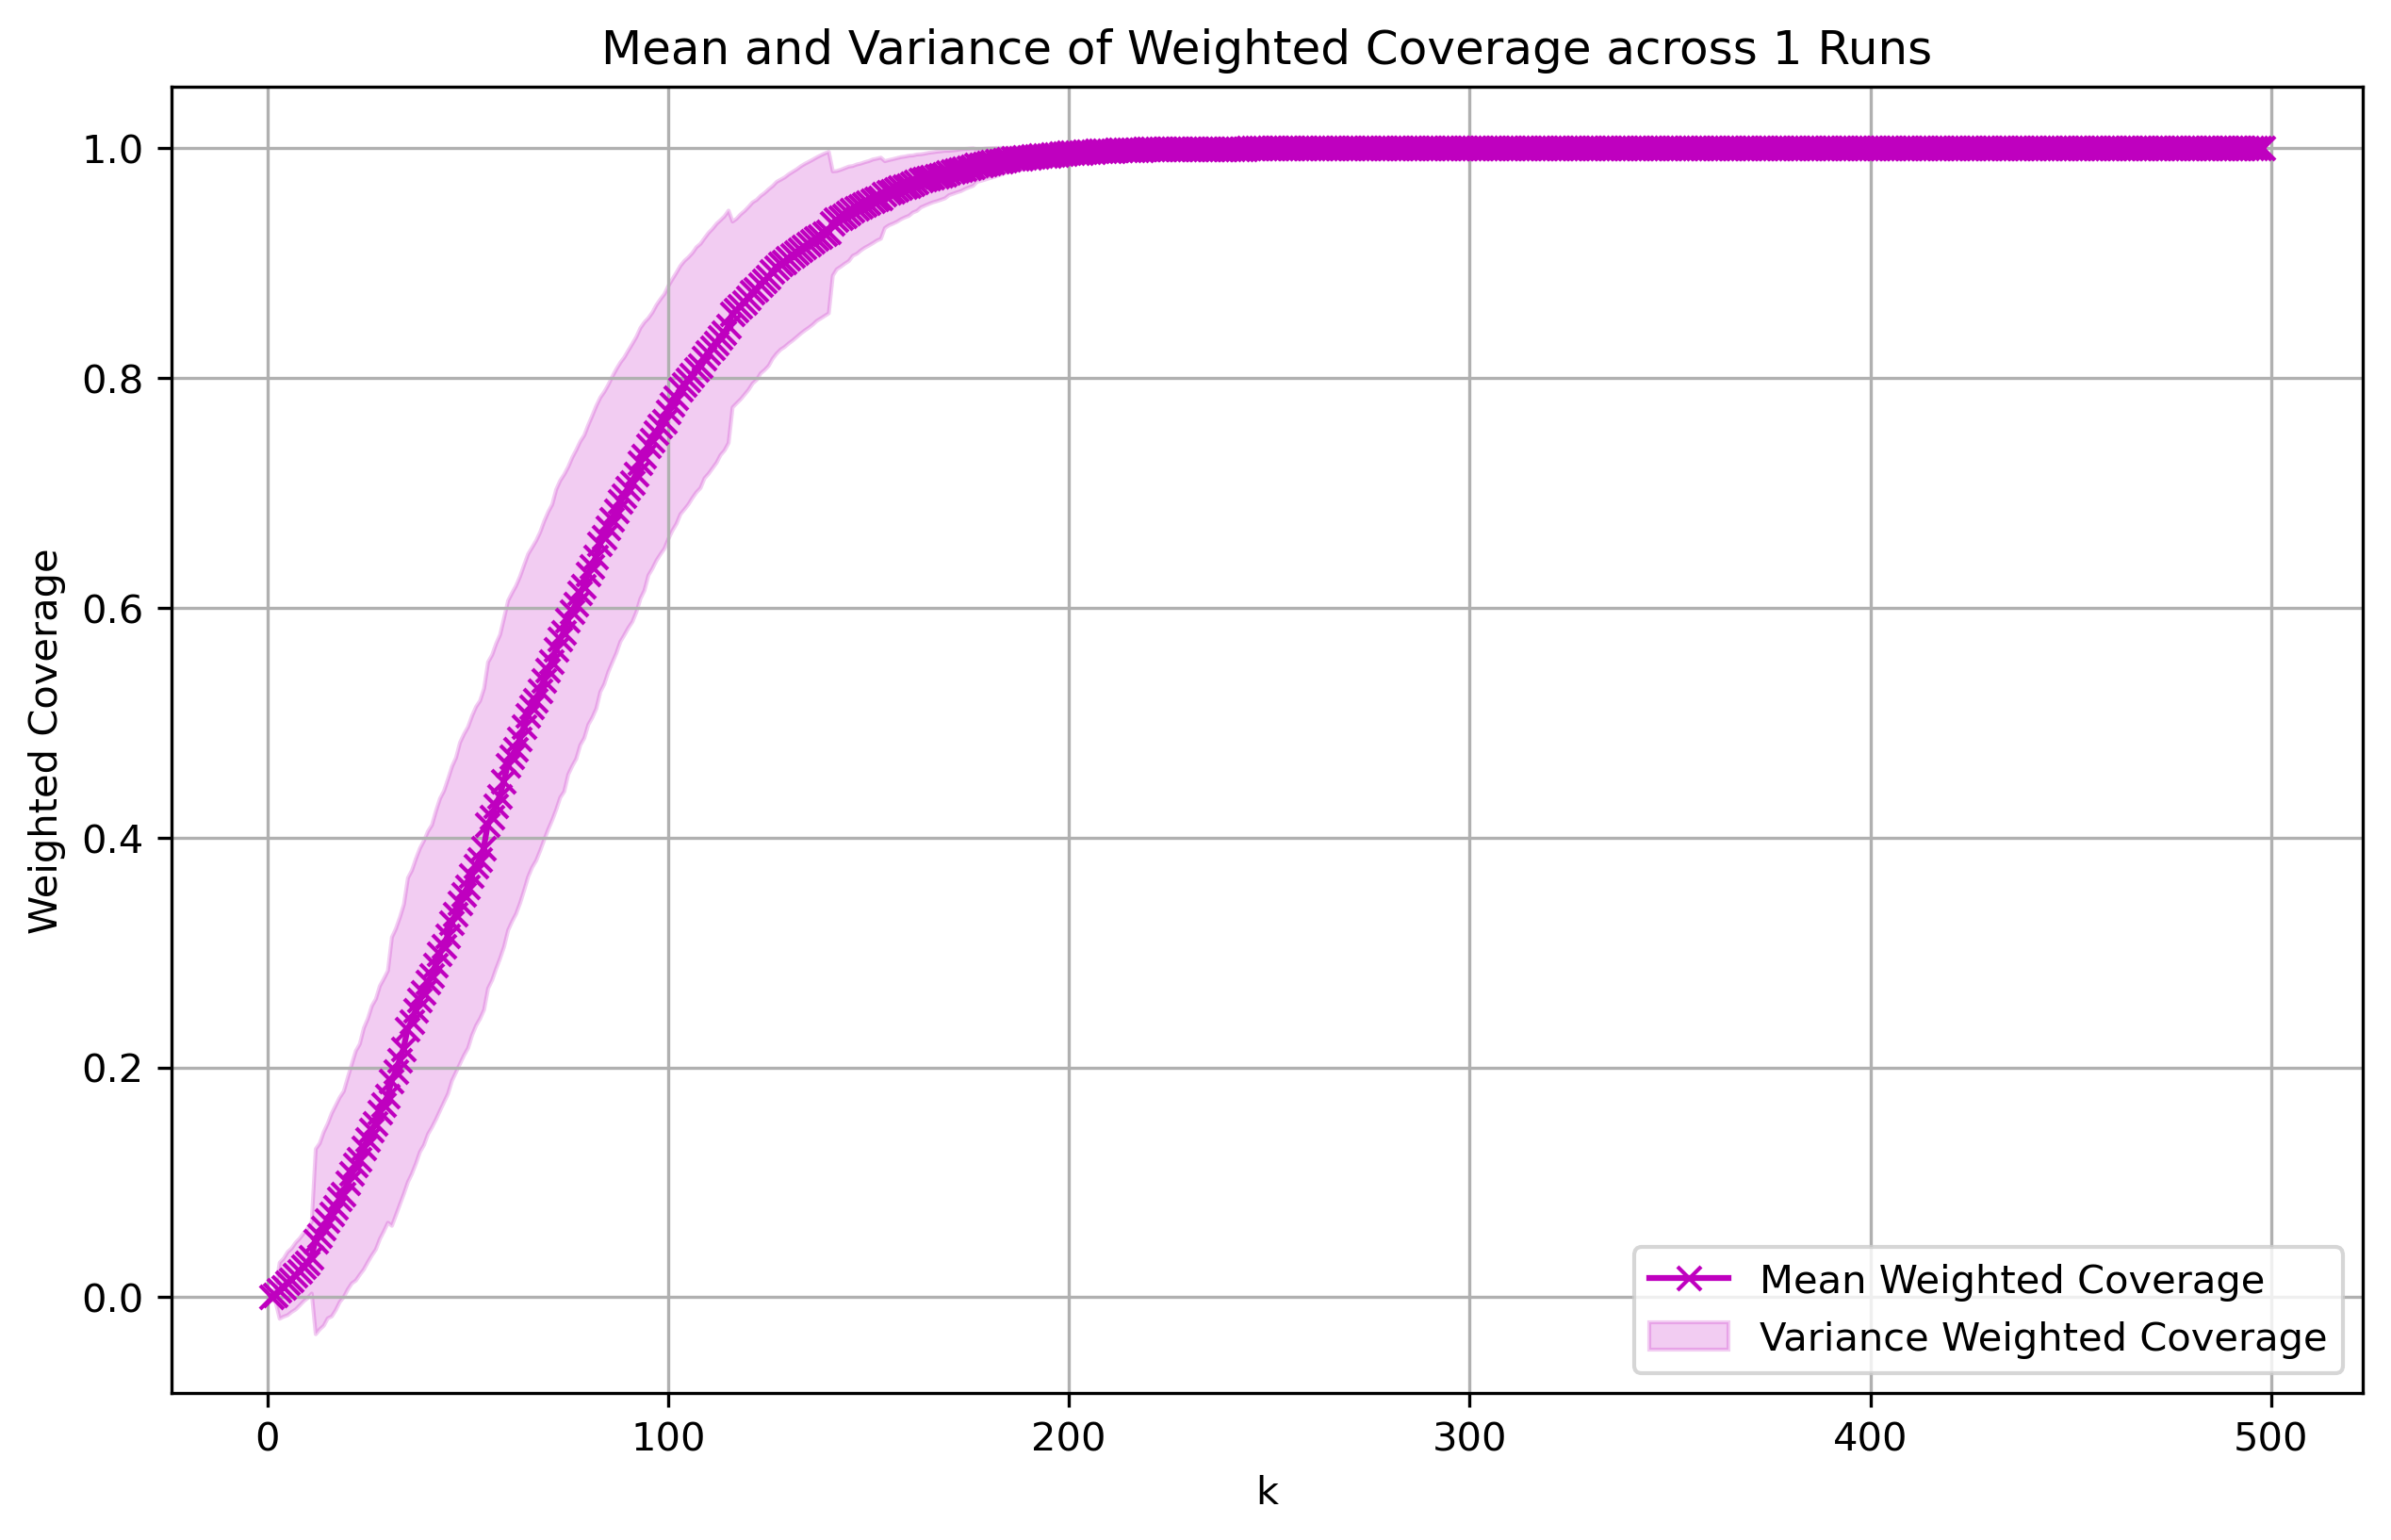 Mean and Variance of Weighted Coverage across 1 Runs
Weighted Coverage
1.0
0.8
0.6
0.4
0.2
0.0
0 100 200 300 400 500
k
Mean Weighted Coverage
Variance Weighted Coverage